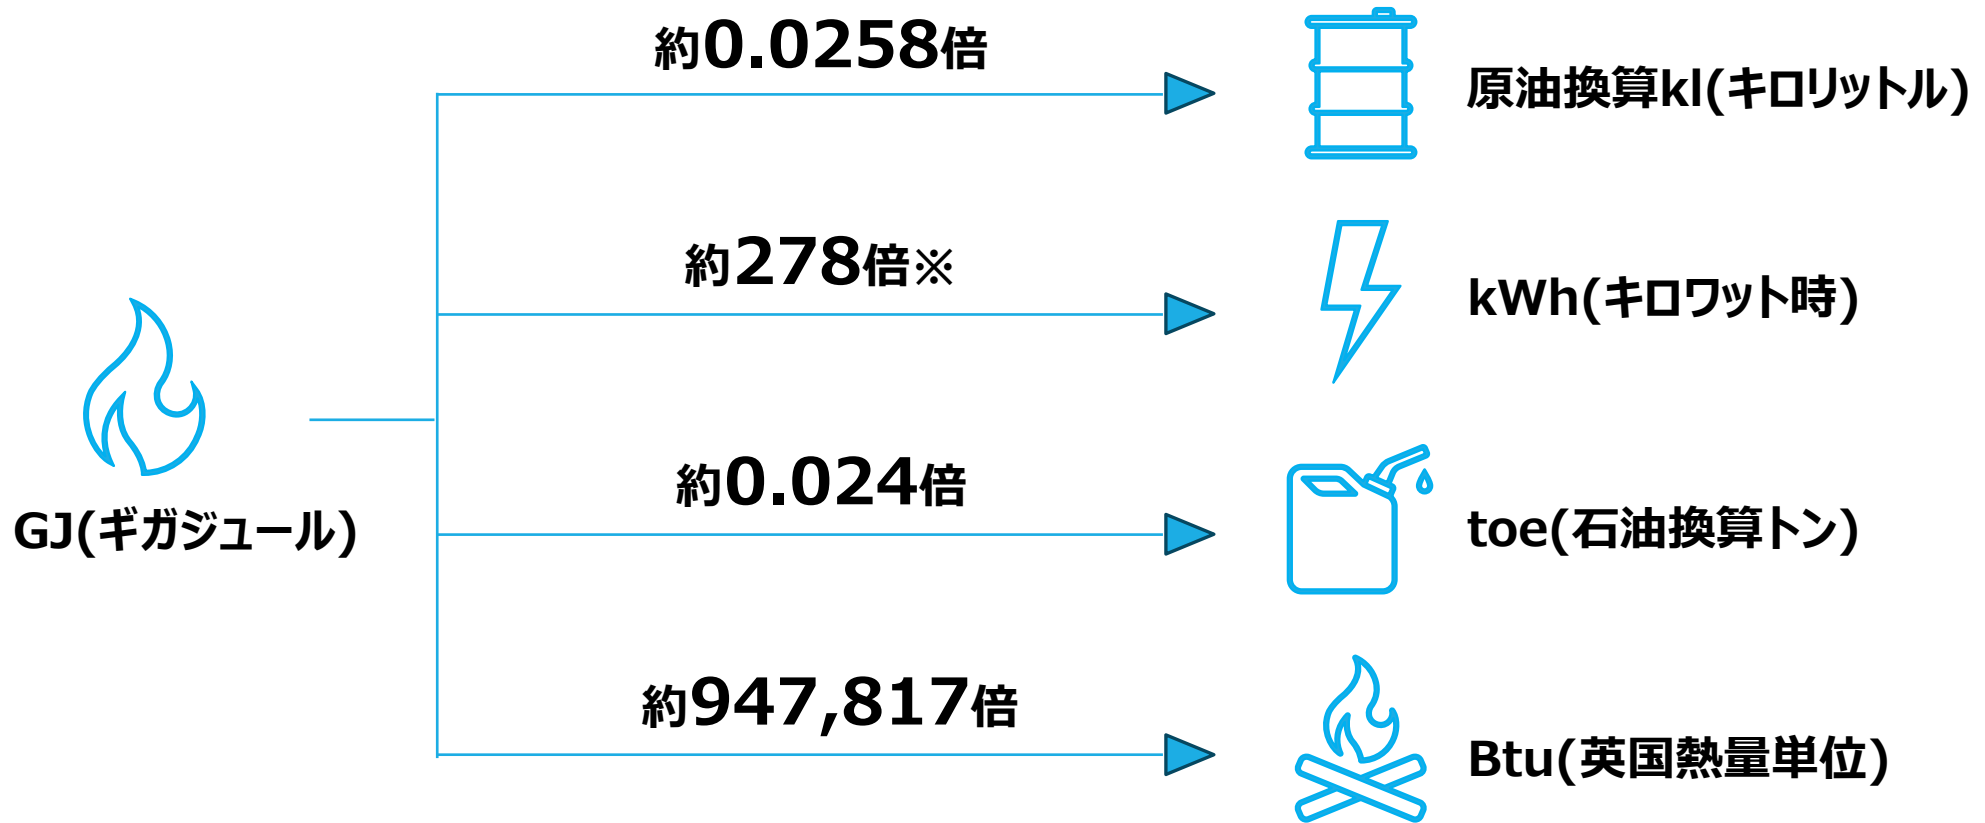 約0.0258倍
原油換算kl(キロリットル)
約278倍※
kWh(キロワット時)
GJ(ギガジュール)
約0.024倍
toe(石油換算トン)
約947,817倍
Btu(英国熱量単位)